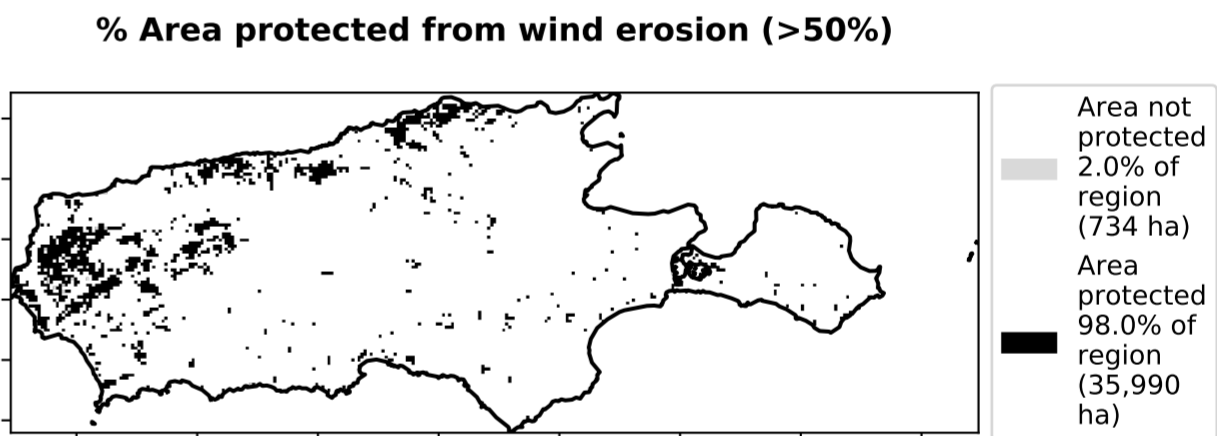 % Area protected from wind erosion (>50%)
Area not
protected
2.0% of
region
(734 ha)
Area
protected
98.0% of
region
(35,990
ha)